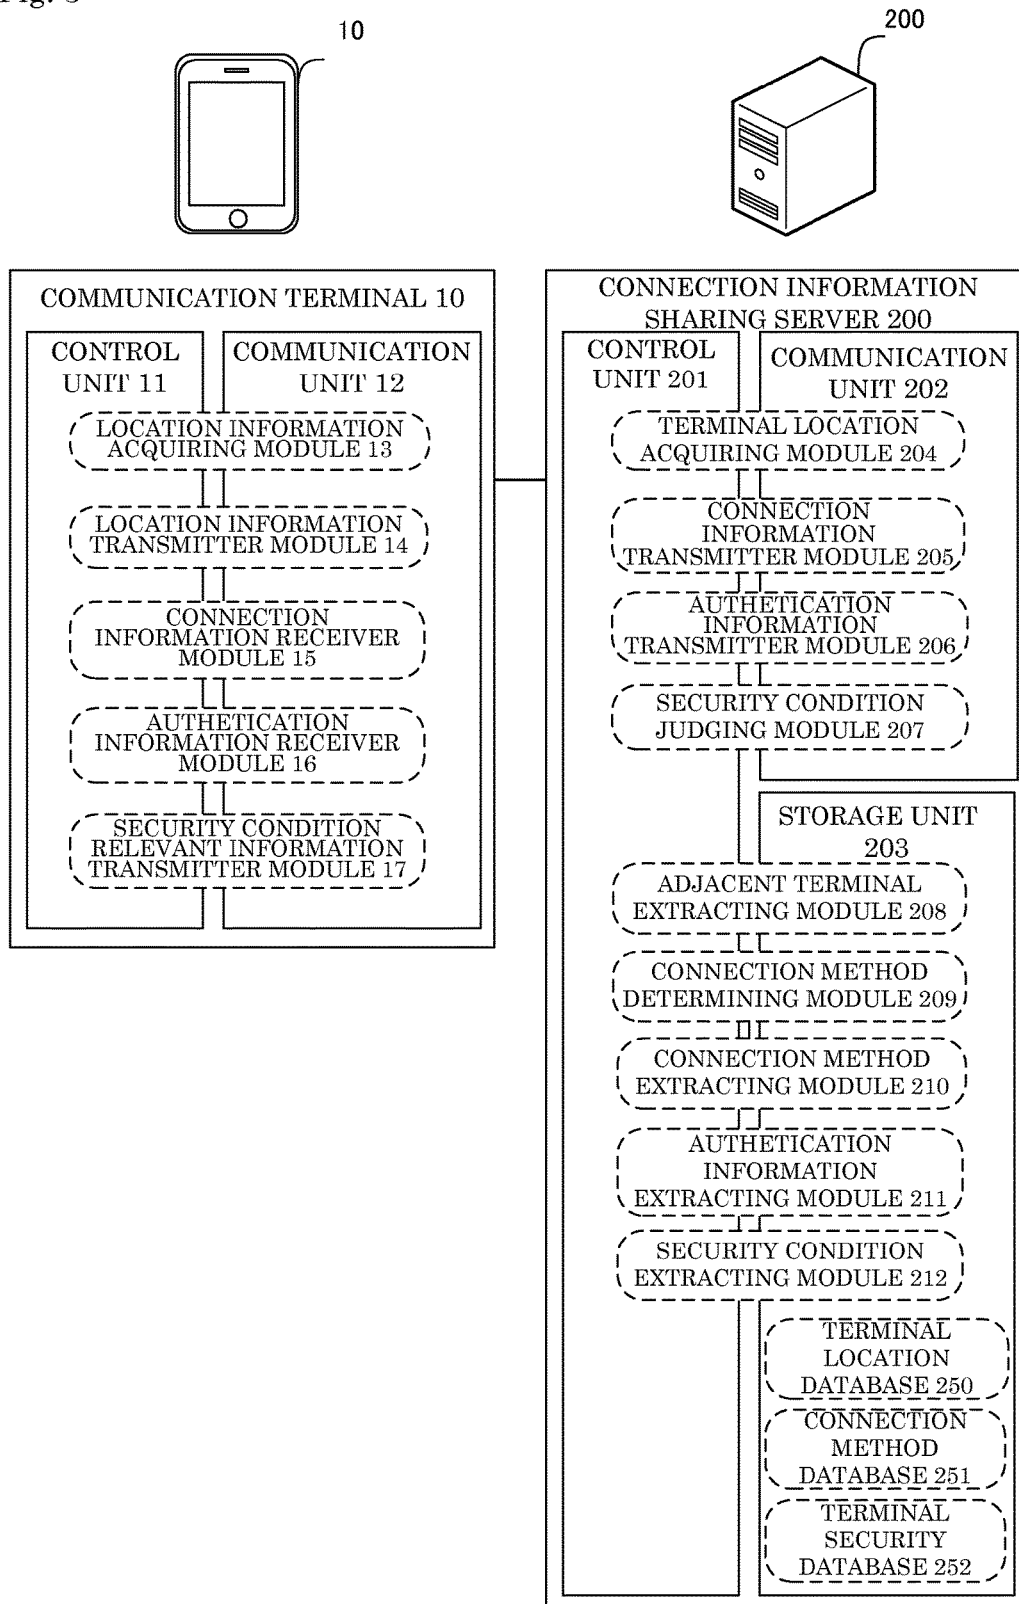 Fig. 3
10
200
COMMUNICATION TERMINAL 10
CONTROL
UNIT 11
COMMUNICATION
UNIT 12
LOCATION INFORMATION
ACQUIRING MODULE 13
LOCATION INFORMATION
TRANSMITTER MODULE 14
CONNECTION
INFORMATION RECEIVER
MODULE 15
AUTHETICATION
INFORMATION RECEIVER
MODULE 16
SECURITY CONDITION
RELEVANT INFORMATION
TRANSMITTER MODULE 17
CONNECTION INFORMATION
SHARING SERVER 200
CONTROL
UNIT 201
COMMUNICATION
UNIT 202
TERMINAL LOCATION
ACQUIRING MODULE 204
CONNECTION
INFORMATION
TRANSMITTER MODULE 205
AUTHETICATION
INFORMATION
TRANSMITTER MODULE 206
SECURITY CONDITION
JUDGING MODULE 207
STORAGE UNIT
203
ADJACENT TERMINAL
EXTRACTING MODULE 208
CONNECTION METHOD
DETERMINING MODULE 209
CONNECTION METHOD
EXTRACTING MODULE 210
AUTHETICATION
INFORMATION
EXTRACTING MODULE 211
SECURITY CONDITION
EXTRACTING MODULE 212
TERMINAL
LOCATION
DATABASE 250
CONNECTION
METHOD
DATABASE 251
TERMINAL
SECURITY
DATABASE 252